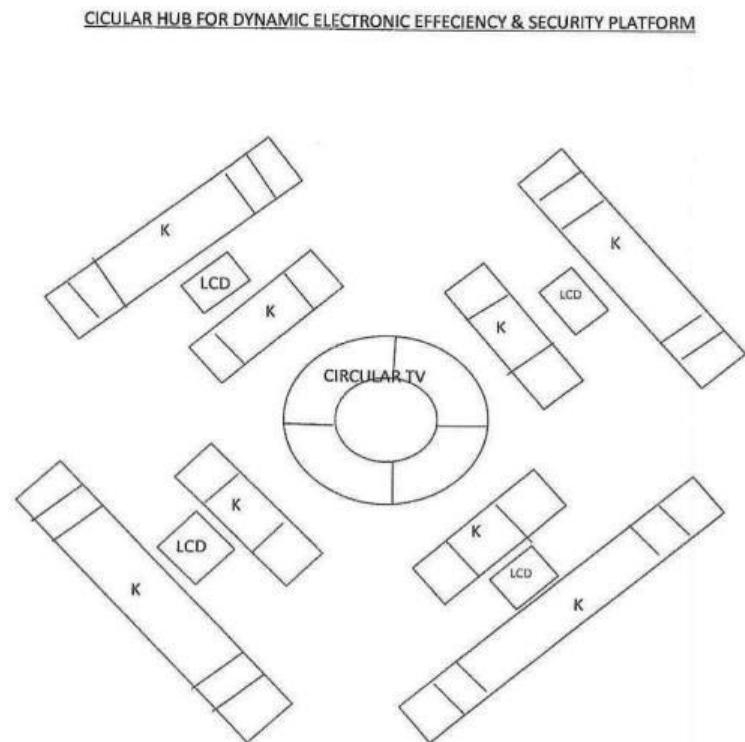 CICULAR HUB FOR DYNAMIC ELECTRONIC EFFECIENCY & SECURITY PLATFORM
K
K
LCD
LCD
K
K
CIRCULAR TV
K
K
LCD
LCD
K
K